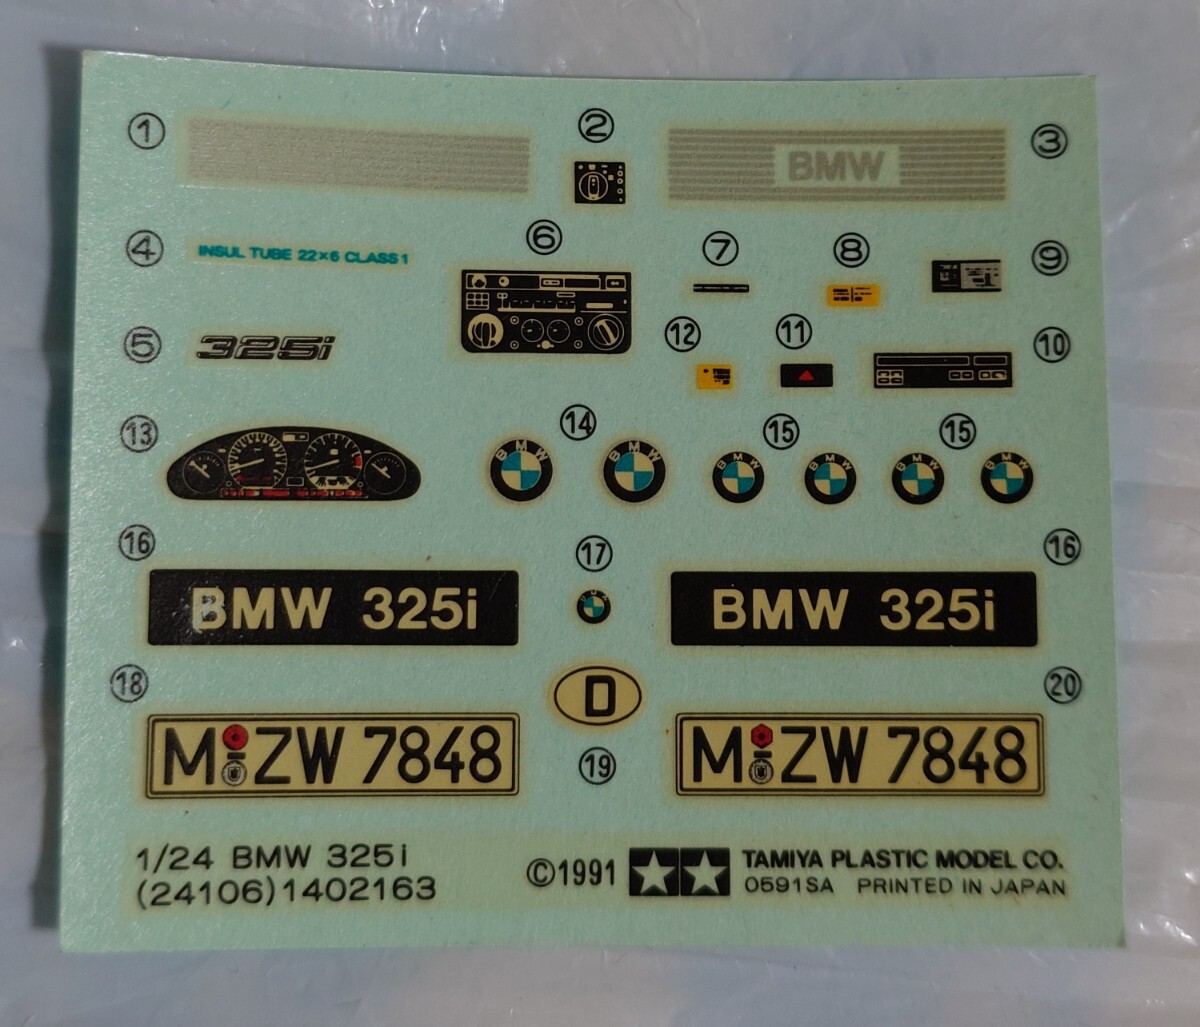 ① ② ③
BMW
④ INSUL TUBE 22×6 CLASS 1
⑥ ⑦ ⑧ ⑨
⑤ 325i
⑫ ⑪ ⑩
⑬ ⑭ ⑮ ⑮
BMW BMW BMW BMW BMW BMW
⑯ ⑰ ⑯
BMW 325i
BMW 325i
⑱ D ⑳
M ZW 7848
⑲
M ZW 7848
1/24 BMW 325i
(24106)1402163
©1991
TAMIYA PLASTIC MODEL CO.
0591SA PRINTED IN JAPAN